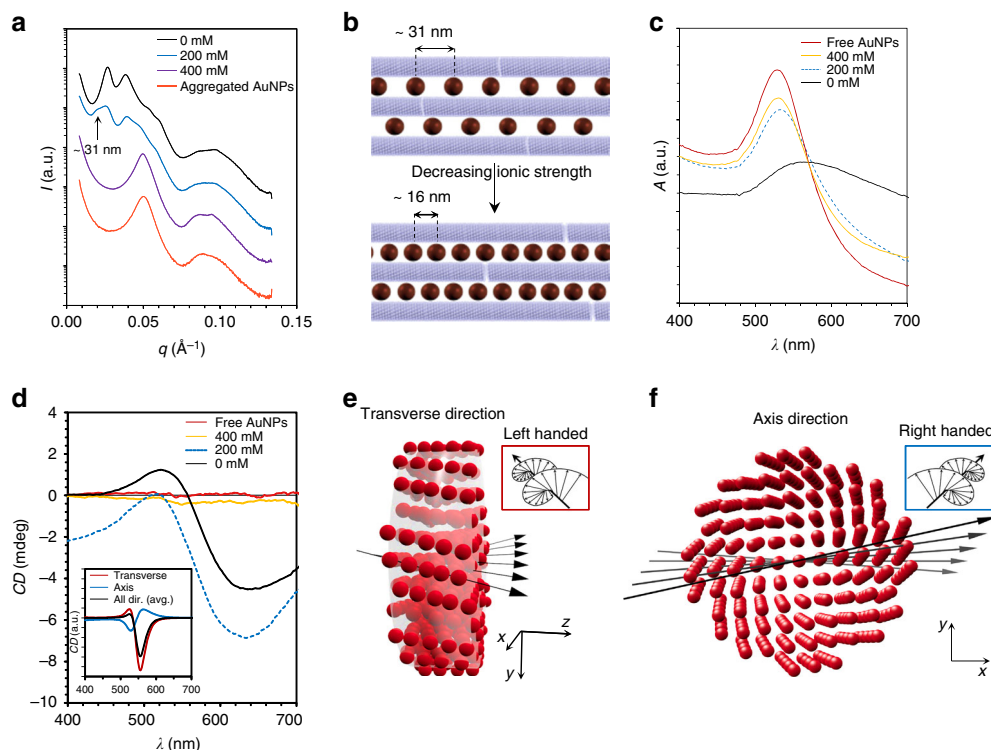 a
0 mM
200 mM
400 mM
Aggregated AuNPs
~ 31 nm
I (a.u.)
0.00
0.05
0.10
0.15
q (Å⁻¹)
b
~ 31 nm
Decreasing ionic strength
~ 16 nm
c
Free AuNPs
400 mM
200 mM
0 mM
A (a.u.)
400
500
600
700
λ (nm)
d
4
2
0
−2
−4
−6
−8
−10
CD (mdeg)
Free AuNPs
400 mM
200 mM
0 mM
Transverse
Axis
All dir. (avg.)
CD (a.u.)
400
500
600
700
400
500
600
700
λ (nm)
e
Transverse direction
Left handed
x
z
y
f
Axis direction
Right handed
y
x